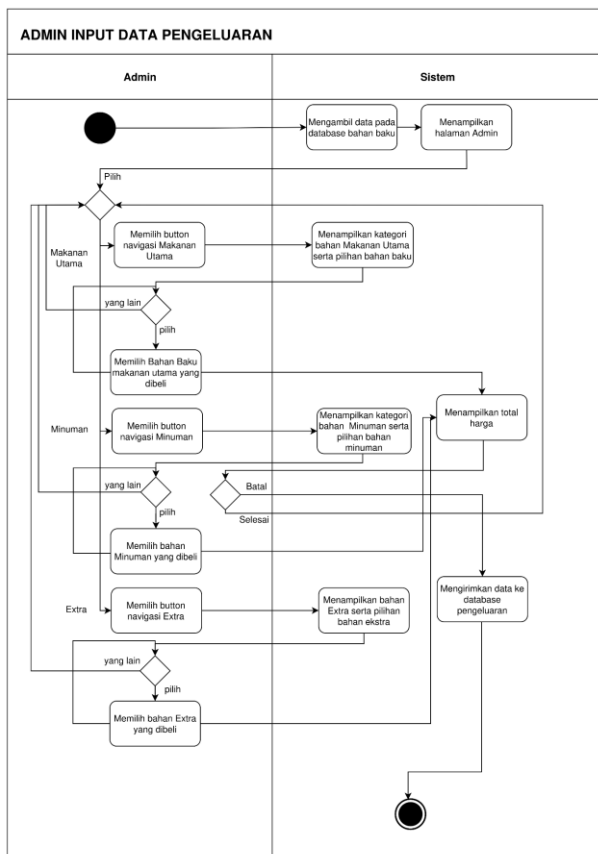 ADMIN INPUT DATA PENGELUARAN
Admin
Sistem
Mengambil data pada
database bahan baku
Menampilkan
halaman Admin
Pilih
Makanan
Utama
Memilih button
navigasi Makanan
Utama
Menampilkan kategori
bahan Makanan Utama
serta pilihan bahan baku
yang lain
pilih
Memilih Bahan Baku
makanan utama yang
dibeli
Menampilkan total
harga
Minuman
Memilih button
navigasi Minuman
Menampilkan kategori
bahan Minuman serta
pilihan bahan
minuman
yang lain
pilih
Batal
Selesai
Memilih bahan
Minuman yang dibeli
Mengirimkan data ke
database
pengeluaran
Extra
Memilih button
navigasi Extra
Menampilkan bahan
Extra serta pilihan
bahan ekstra
yang lain
pilih
Memilih bahan Extra
yang dibeli